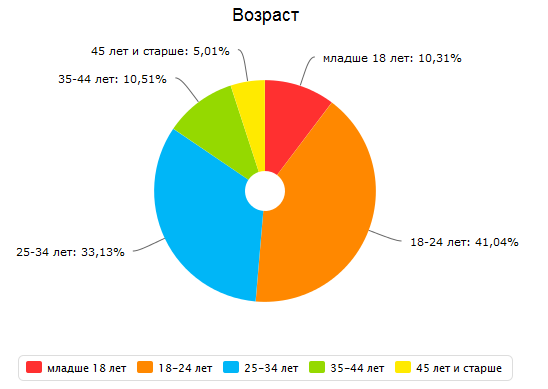 Возраст
45 лет и старше: 5,01%
младше 18 лет: 10,31%
35-44 лет: 10,51%
18-24 лет: 41,04%
25-34 лет: 33,13%
младше 18 лет 18-24 лет 25-34 лет 35-44 лет 45 лет и старше